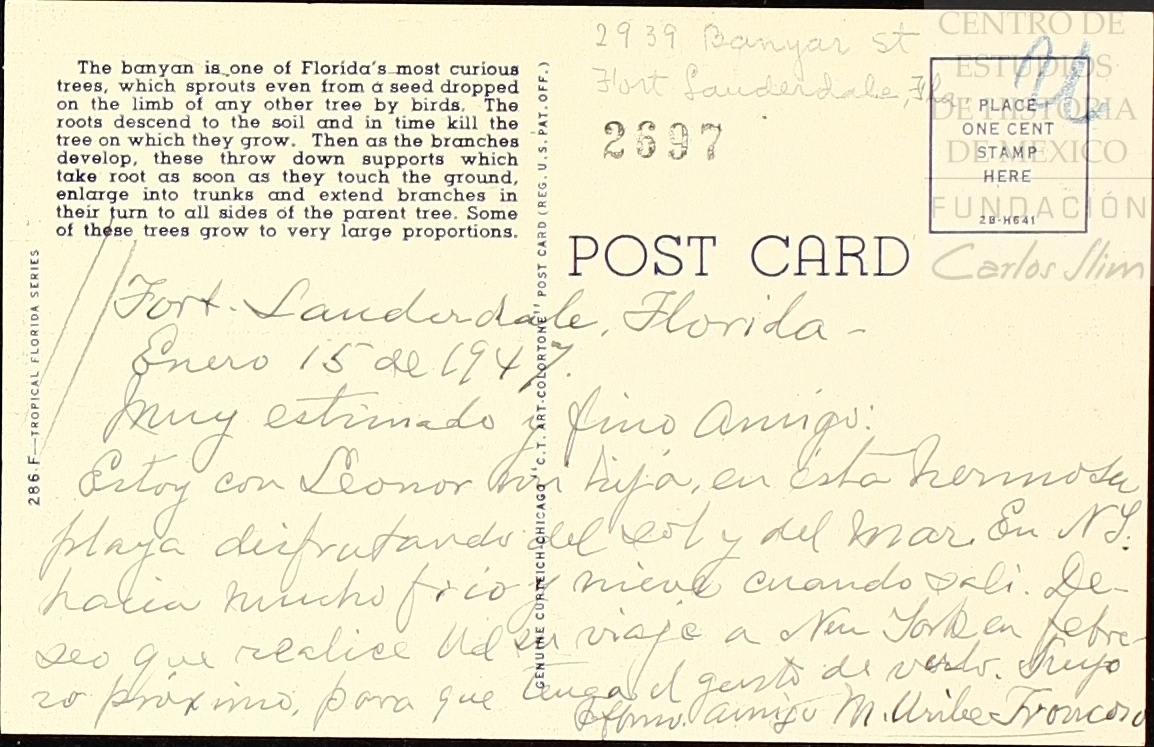 The banyan is one of Florida's most curious
trees, which sprouts even from a seed dropped
on the limb of any other tree by birds. The
roots descend to the soil and in time kill the
tree on which they grow. Then as the branches
develop, these throw down supports which
take root as soon as they touch the ground,
enlarge into trunks and extend branches in
their turn to all sides of the parent tree. Some
of these trees grow to very large proportions.
286 F—TROPICAL FLORIDA SERIES
GENUINE CURTEICH-CHICAGO "C.T. ART-COLORTONE" POST CARD (REG. U.S. PAT. OFF.)
2939 Banyan St
Fort Lauderdale, Fla.
2697
PLACE
ONE CENT
STAMP
HERE
2B-H641
CENTRO DE
ESTUDIOS
DE HISTORIA
DE MEXICO
FUNDACIÓN
Carlos Slim
POST CARD
Fort Lauderdale, Florida -
Enero 15 de 1947.
Muy estimado y fino amigo:
Estoy con Leonor mi hija, en esta hermosa
playa disfrutando del sol y del mar. En N.Y.
hacia mucho frio y nieve cuando sali. De-
seo que realice Ud su viaje a New York en febre-
ro próximo, para que tenga el gusto de verlo. Suyo
Affmo. amigo M. Uribe Troncoso